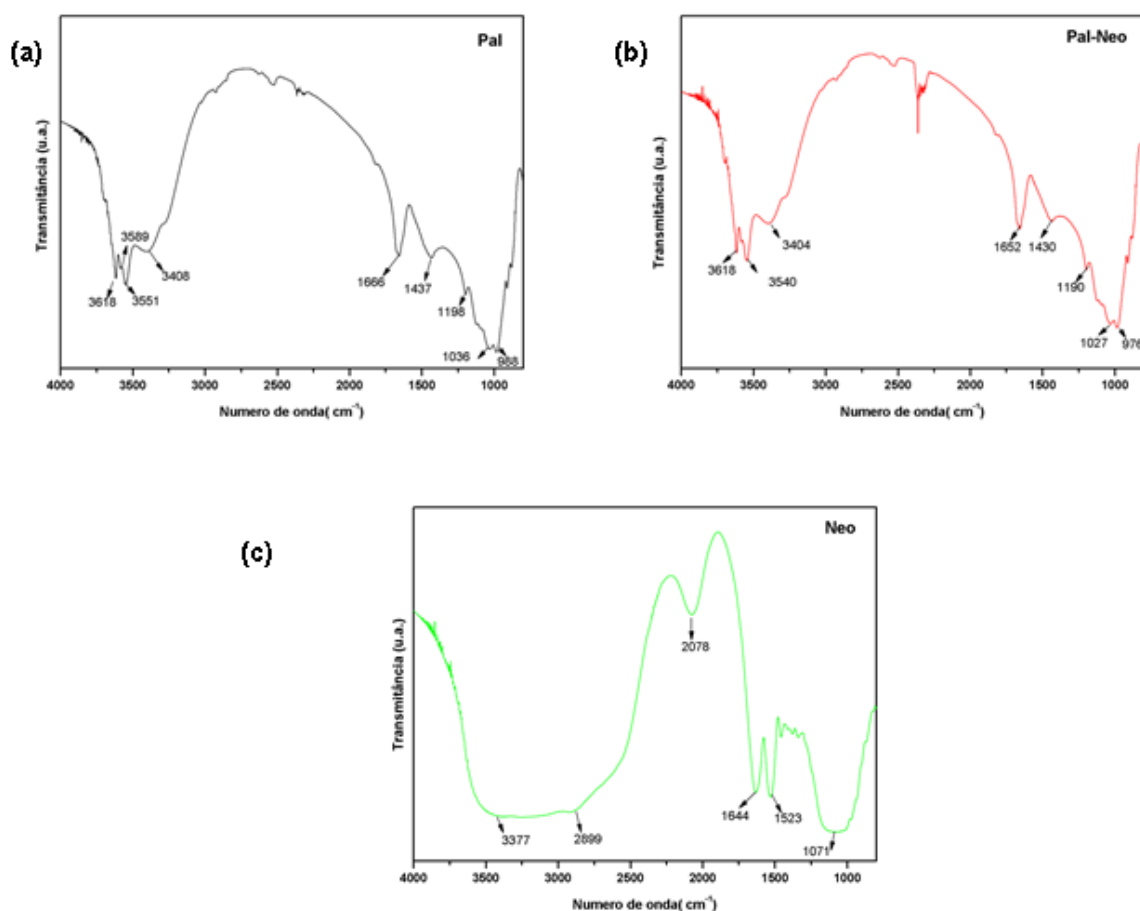 (a)
Pal
Transmitância (u.a.)
3589
3408
3618
3551
1666
1437
1198
1036
988
4000 3500 3000 2500 2000 1500 1000
Numero de onda( cm⁻¹)
(b)
Pal-Neo
Transmitância (u.a.)
3404
3618
3540
1652
1430
1190
1027
976
4000 3500 3000 2500 2000 1500 1000
Numero de onda( cm⁻¹)
(c)
Neo
Transmitância (u.a.)
2078
3377
2899
1644
1523
1071
4000 3500 3000 2500 2000 1500 1000
Numero de onda( cm⁻¹)